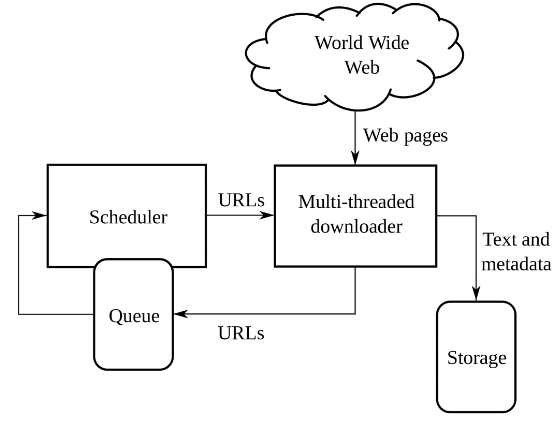 World Wide
Web
Web pages
Scheduler
URLs
Multi-threaded
downloader
Text and
metadata
Queue
URLs
Storage